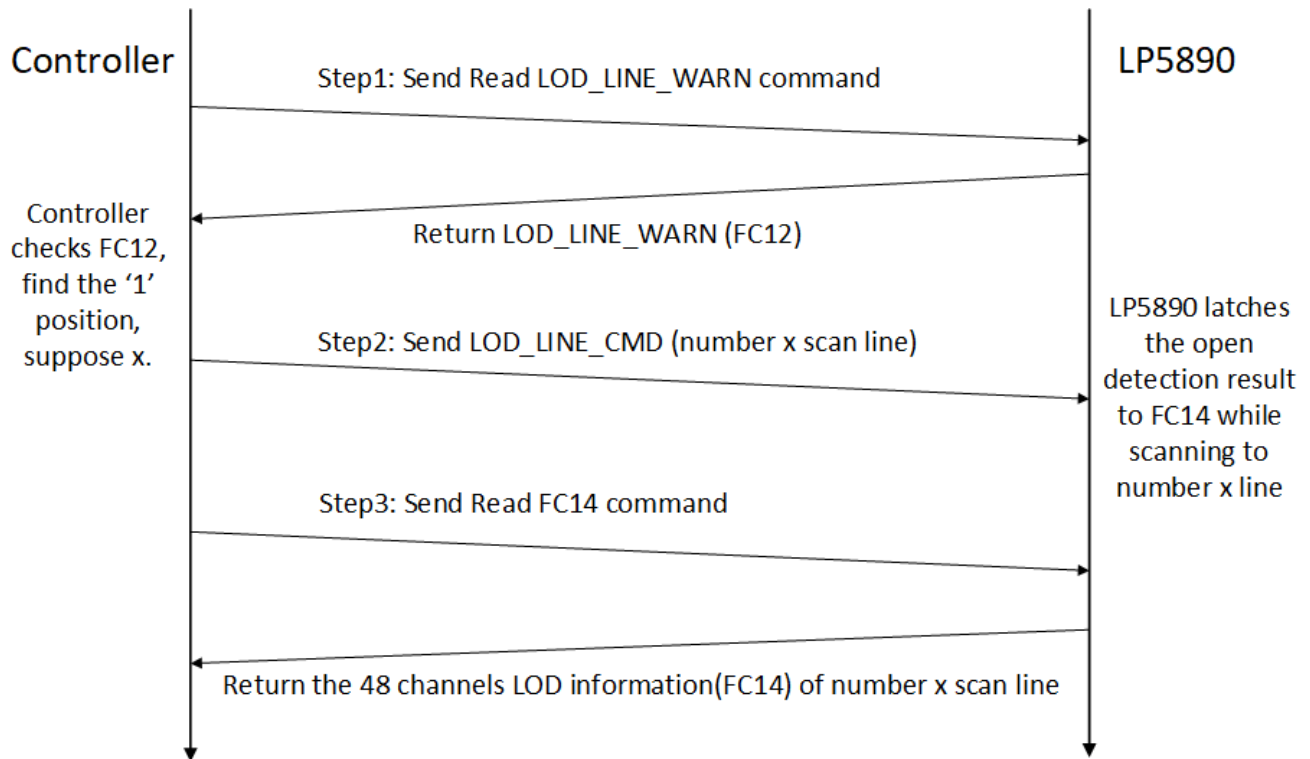 Controller
LP5890
Step1: Send Read LOD_LINE_WARN command
Return LOD_LINE_WARN (FC12)
Controller
checks FC12,
find the ‘1’
position,
suppose x.
Step2: Send LOD_LINE_CMD (number x scan line)
LP5890 latches
the open
detection result
to FC14 while
scanning to
number x line
Step3: Send Read FC14 command
Return the 48 channels LOD information(FC14) of number x scan line